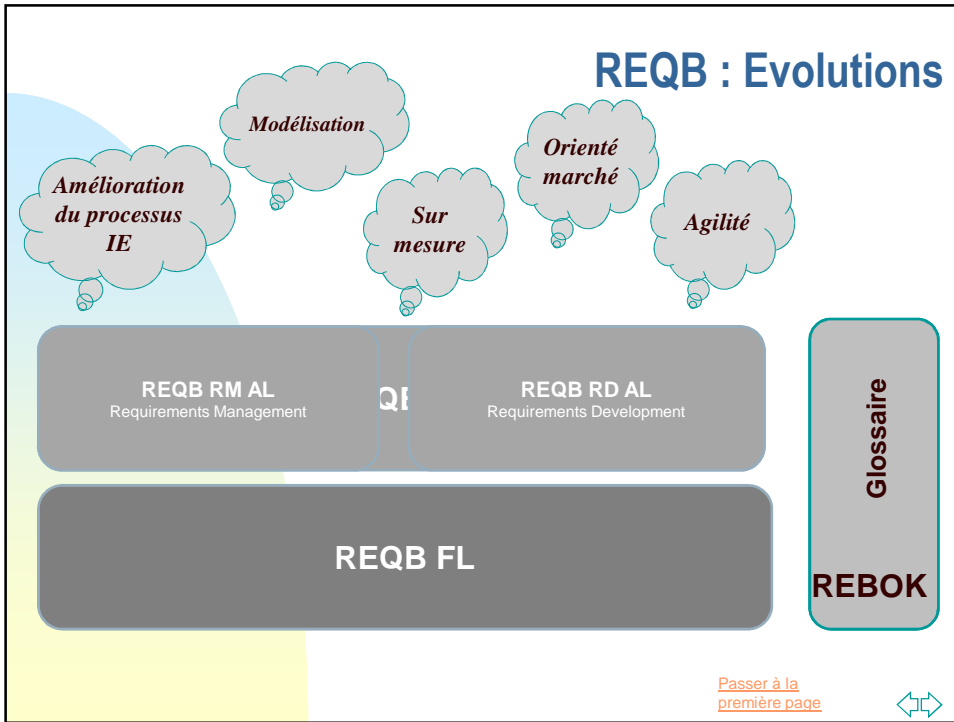 REQB : Evolutions
Modélisation
Orienté
marché
Amélioration
du processus
IE
Sur
mesure
Agilité
REQB RM AL
Requirements Management
REQB RD AL
Requirements Development
Glossaire
REQB FL
REBOK
Passer à la
première page